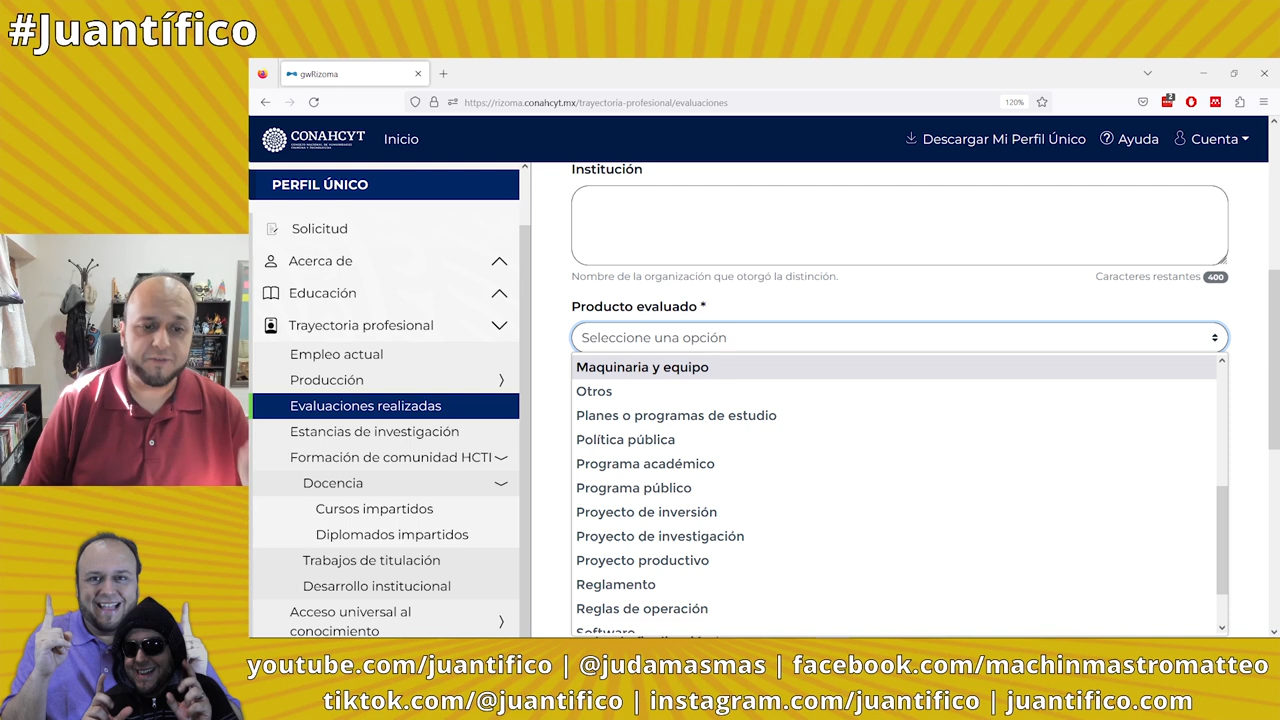 #Juantífico
gwRizoma
https://rizoma.conahcyt.mx/trayectoria-profesional/evaluaciones
120%
2
CONAHCYT
Inicio
Descargar Mi Perfil Único
Ayuda
Cuenta
PERFIL ÚNICO
Solicitud
Acerca de
Educación
Trayectoria profesional
Empleo actual
Producción
Evaluaciones realizadas
Estancias de investigación
Formación de comunidad HCTI
Docencia
Cursos impartidos
Diplomados impartidos
Trabajos de titulación
Desarrollo institucional
Acceso universal al
conocimiento
Institución
Nombre de la organización que otorgó la distinción.
Caracteres restantes 400
Producto evaluado *
Seleccione una opción
Maquinaria y equipo
Otros
Planes o programas de estudio
Política pública
Programa académico
Programa público
Proyecto de inversión
Proyecto de investigación
Proyecto productivo
Reglamento
Reglas de operación
Software
youtube.com/juantifico | @judamasmas | facebook.com/machinmastromatteo
tiktok.com/@juantifico | instagram.com/juantifico | juantifico.com